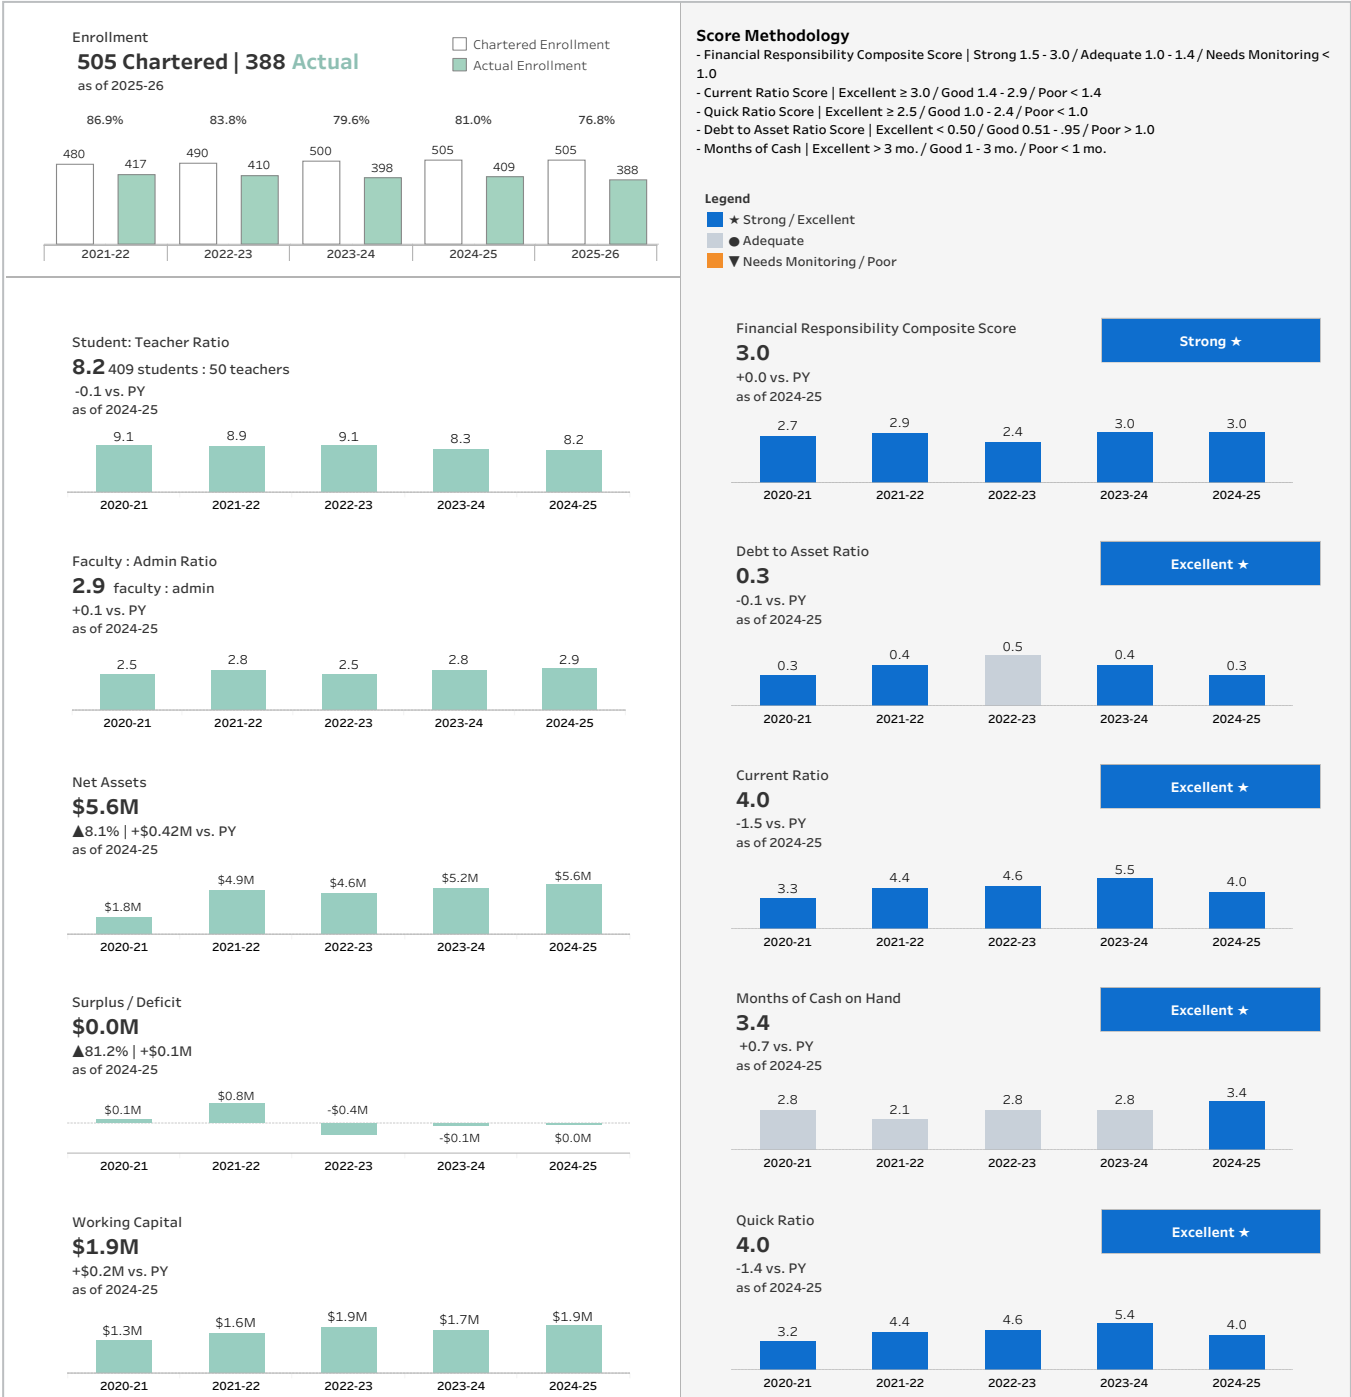 Enrollment
505 Chartered | 388 Actual
as of 2025-26
Chartered Enrollment
Actual Enrollment
86.9% 83.8% 79.6% 81.0% 76.8%
480 417 490 410 500 398 505 409 505 388
2021-22 2022-23 2023-24 2024-25 2025-26
Student: Teacher Ratio
8.2 409 students : 50 teachers
-0.1 vs. PY
as of 2024-25
9.1 8.9 9.1 8.3 8.2
2020-21 2021-22 2022-23 2023-24 2024-25
Faculty : Admin Ratio
2.9 faculty : admin
+0.1 vs. PY
as of 2024-25
2.5 2.8 2.5 2.8 2.9
2020-21 2021-22 2022-23 2023-24 2024-25
Net Assets
$5.6M
▲8.1% | +$0.42M vs. PY
as of 2024-25
$1.8M $4.9M $4.6M $5.2M $5.6M
2020-21 2021-22 2022-23 2023-24 2024-25
Surplus / Deficit
$0.0M
▲81.2% | +$0.1M
as of 2024-25
$0.1M $0.8M -$0.4M -$0.1M $0.0M
2020-21 2021-22 2022-23 2023-24 2024-25
Working Capital
$1.9M
+$0.2M vs. PY
as of 2024-25
$1.3M $1.6M $1.9M $1.7M $1.9M
2020-21 2021-22 2022-23 2023-24 2024-25
Score Methodology
- Financial Responsibility Composite Score | Strong 1.5 - 3.0 / Adequate 1.0 - 1.4 / Needs Monitoring <
1.0
- Current Ratio Score | Excellent ≥ 3.0 / Good 1.4 - 2.9 / Poor < 1.4
- Quick Ratio Score | Excellent ≥ 2.5 / Good 1.0 - 2.4 / Poor < 1.0
- Debt to Asset Ratio Score | Excellent < 0.50 / Good 0.51 - .95 / Poor > 1.0
- Months of Cash | Excellent > 3 mo. / Good 1 - 3 mo. / Poor < 1 mo.
Legend
★ Strong / Excellent
● Adequate
▼ Needs Monitoring / Poor
Financial Responsibility Composite Score
Strong ★
3.0
+0.0 vs. PY
as of 2024-25
2.7 2.9 2.4 3.0 3.0
2020-21 2021-22 2022-23 2023-24 2024-25
Debt to Asset Ratio
Excellent ★
0.3
-0.1 vs. PY
as of 2024-25
0.3 0.4 0.5 0.4 0.3
2020-21 2021-22 2022-23 2023-24 2024-25
Current Ratio
Excellent ★
4.0
-1.5 vs. PY
as of 2024-25
3.3 4.4 4.6 5.5 4.0
2020-21 2021-22 2022-23 2023-24 2024-25
Months of Cash on Hand
Excellent ★
3.4
+0.7 vs. PY
as of 2024-25
2.8 2.1 2.8 2.8 3.4
2020-21 2021-22 2022-23 2023-24 2024-25
Quick Ratio
Excellent ★
4.0
-1.4 vs. PY
as of 2024-25
3.2 4.4 4.6 5.4 4.0
2020-21 2021-22 2022-23 2023-24 2024-25